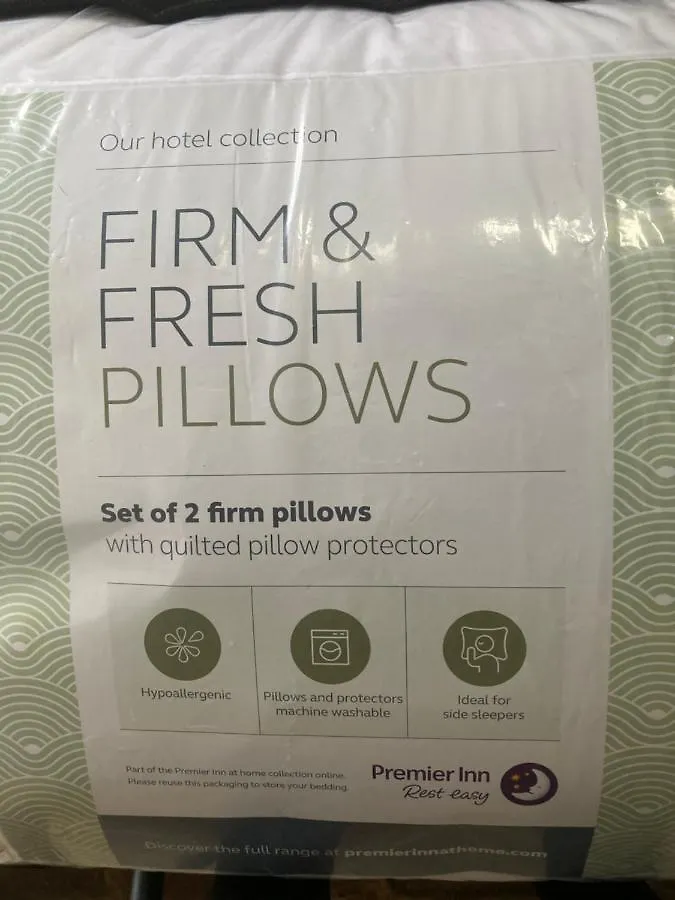 Our hotel collection
FIRM &
FRESH
PILLOWS
Set of 2 firm pillows
with quilted pillow protectors
Hypoallergenic
Pillows and protectors
machine washable
Ideal for
side sleepers
Part of the Premier Inn at home collection online.
Please reuse this packaging to store your bedding.
Premier Inn
Rest easy
Discover the full range at premierinnathome.com